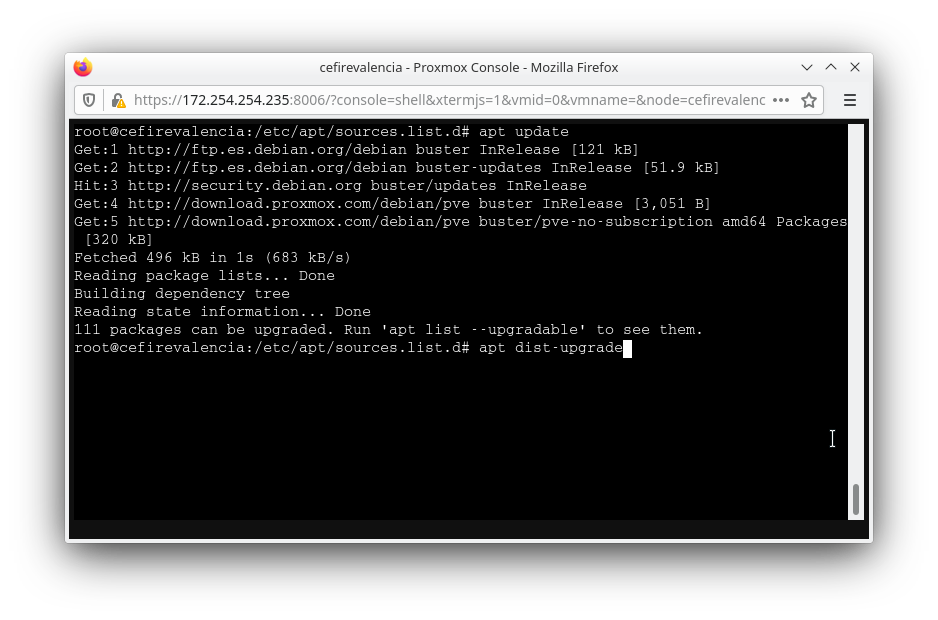 cefirevalencia - Proxmox Console - Mozilla Firefox
https://172.254.254.235:8006/?console=shell&xtermjs=1&vmid=0&vmname=&node=cefirevalenc
root@cefirevalencia:/etc/apt/sources.list.d# apt update
Get:1 http://ftp.es.debian.org/debian buster InRelease [121 kB]
Get:2 http://ftp.es.debian.org/debian buster-updates InRelease [51.9 kB]
Hit:3 http://security.debian.org buster/updates InRelease
Get:4 http://download.proxmox.com/debian/pve buster InRelease [3,051 B]
Get:5 http://download.proxmox.com/debian/pve buster/pve-no-subscription amd64 Packages
[320 kB]
Fetched 496 kB in 1s (683 kB/s)
Reading package lists... Done
Building dependency tree
Reading state information... Done
111 packages can be upgraded. Run 'apt list --upgradable' to see them.
root@cefirevalencia:/etc/apt/sources.list.d# apt dist-upgrade